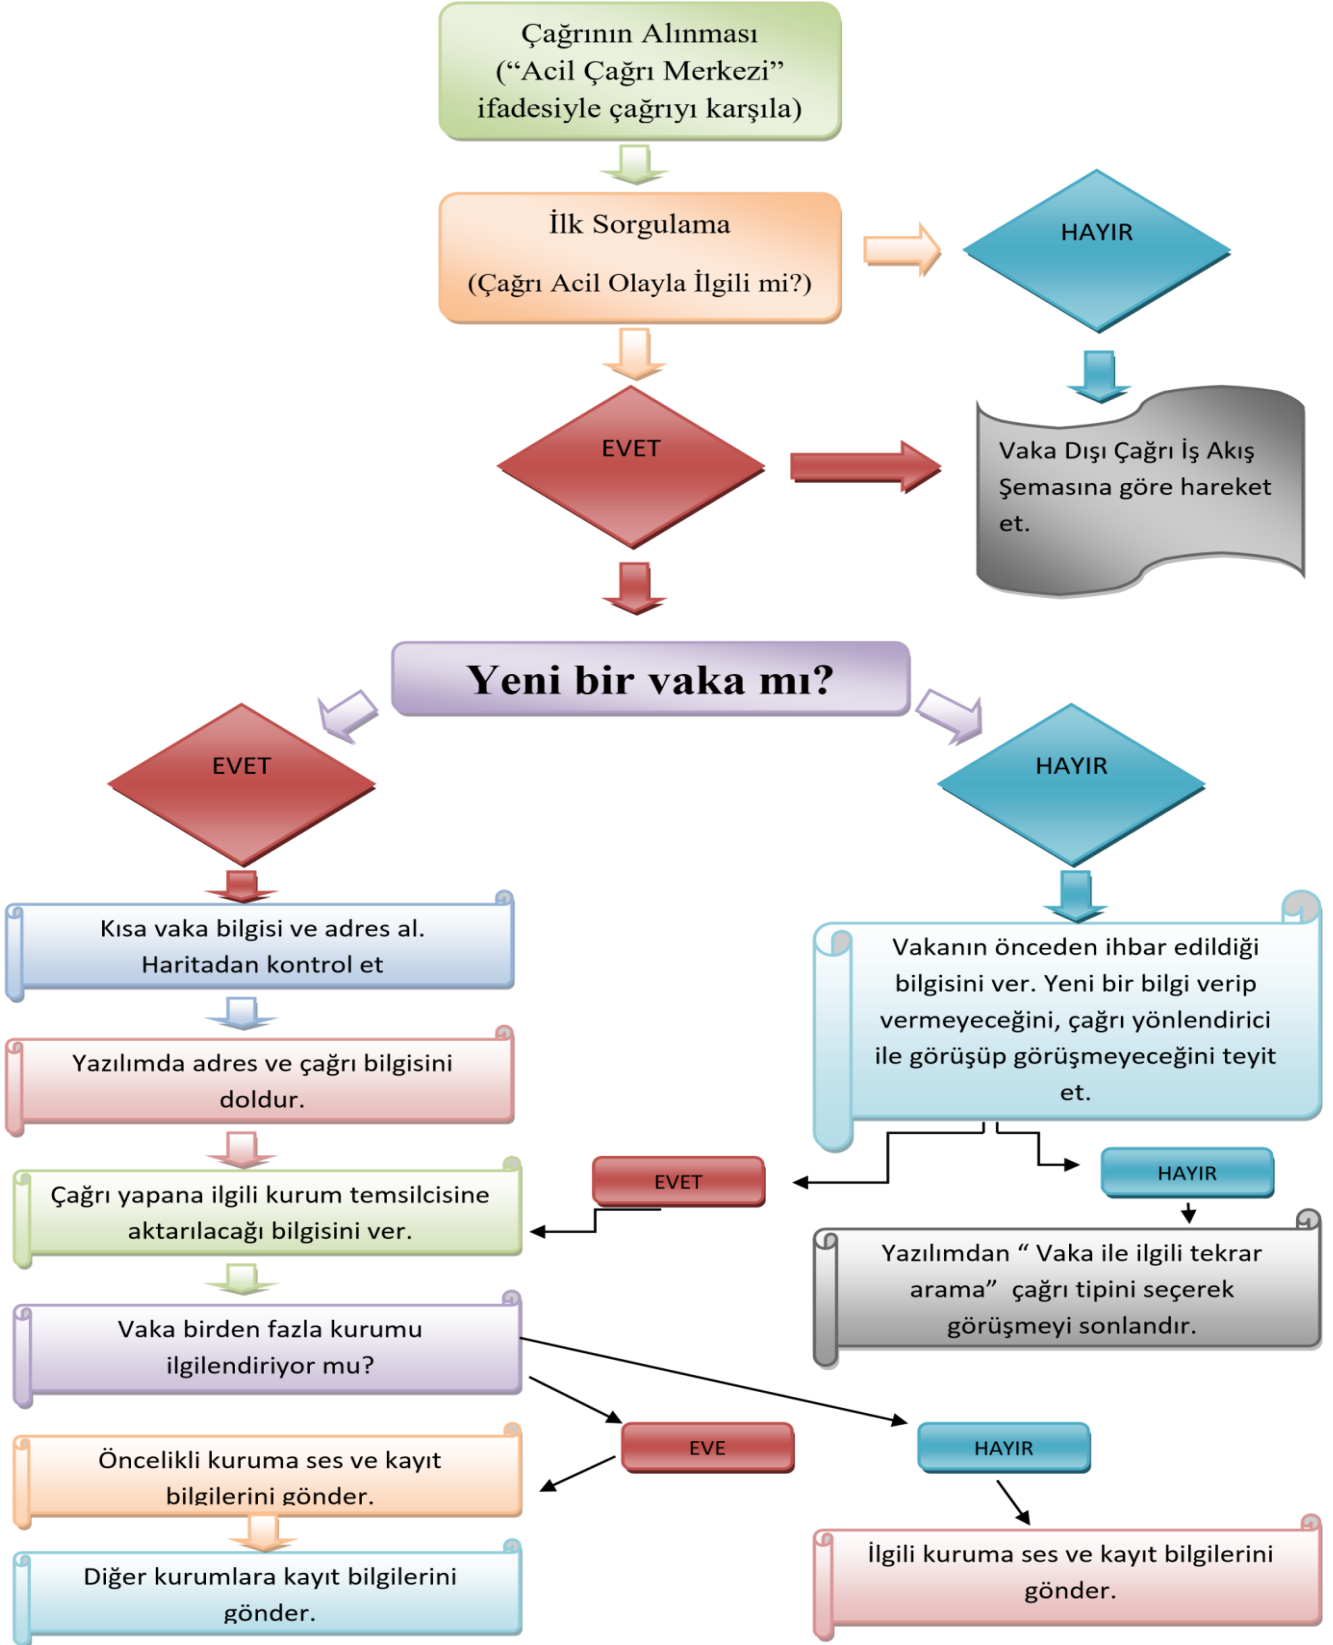 Çağrının Alınması
(“Acil Çağrı Merkezi”
ifadesiyle çağrıyı karşıla)
İlk Sorgulama
(Çağrı Acil Olayla İlgili mi?)
HAYIR
EVET
Vaka Dışı Çağrı İş Akış
Şemasına göre hareket
et.
Yeni bir vaka mı?
EVET
HAYIR
Kısa vaka bilgisi ve adres al.
Haritadan kontrol et
Vakanın önceden ihbar edildiği
bilgisini ver. Yeni bir bilgi verip
vermeyeceğini, çağrı yönlendirici
ile görüşüp görüşmeyeceğini teyit
et.
Yazılımda adres ve çağrı bilgisini
doldur.
EVET
HAYIR
Çağrı yapana ilgili kurum temsilcisine
aktarılacağı bilgisini ver.
Yazılımdan “ Vaka ile ilgili tekrar
arama”  çağrı tipini seçerek
görüşmeyi sonlandır.
Vaka birden fazla kurumu
ilgilendiriyor mu?
EVE
HAYIR
Öncelikli kuruma ses ve kayıt
bilgilerini gönder.
İlgili kuruma ses ve kayıt bilgilerini
gönder.
Diğer kurumlara kayıt bilgilerini
gönder.